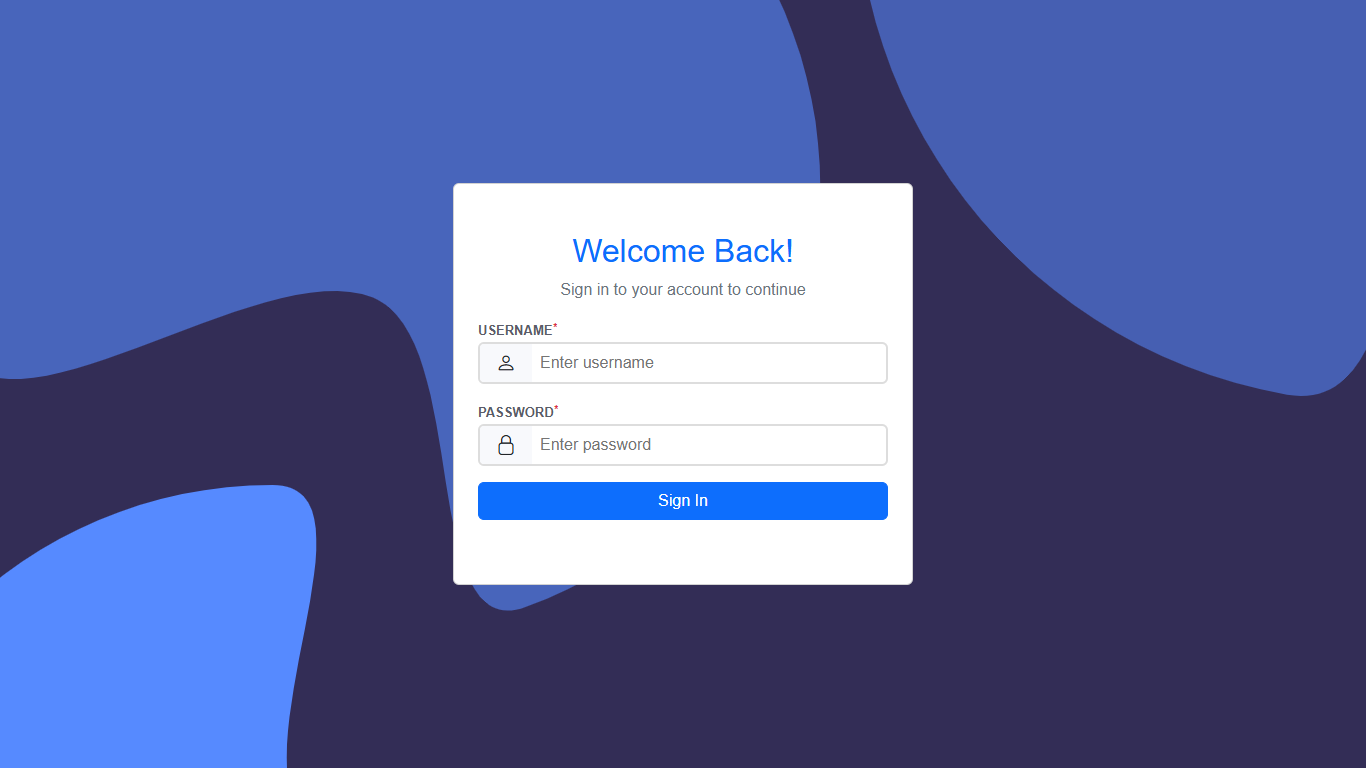 Welcome Back!
Sign in to your account to continue
USERNAME*
Enter username
PASSWORD*
Enter password
Sign In